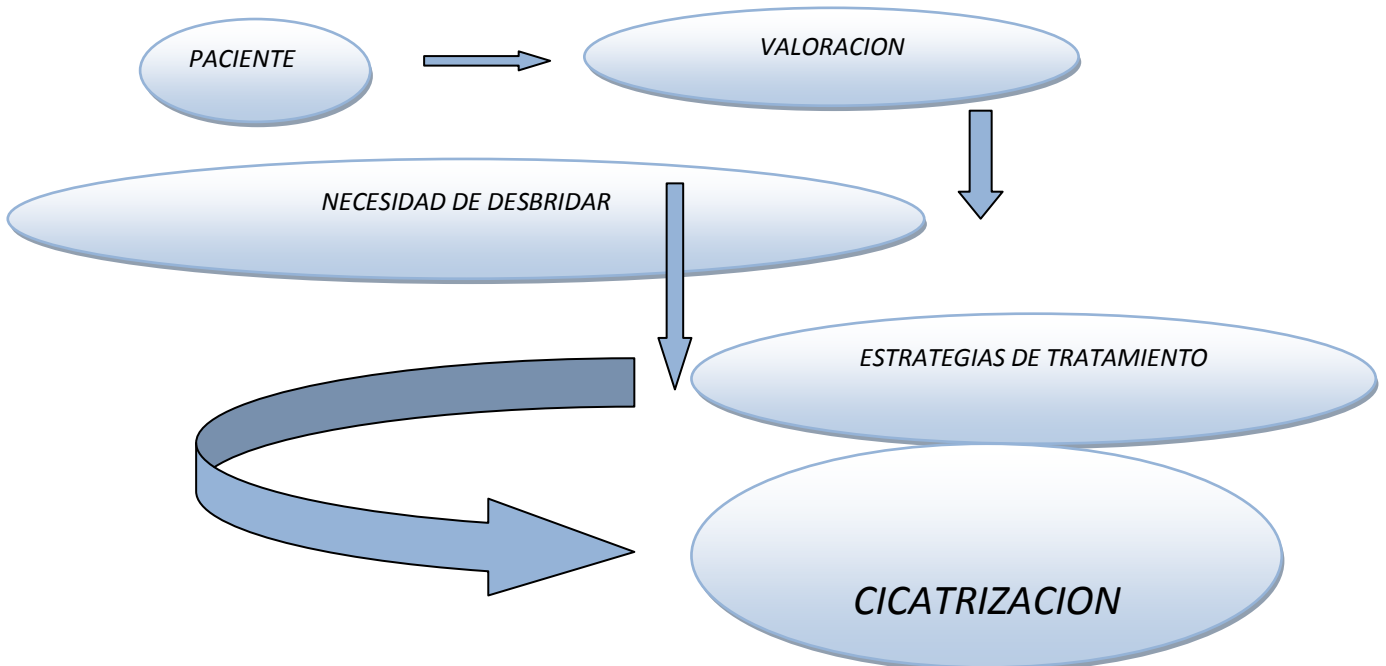 PACIENTE
VALORACION
NECESIDAD DE DESBRIDAR
ESTRATEGIAS DE TRATAMIENTO
CICATRIZACION